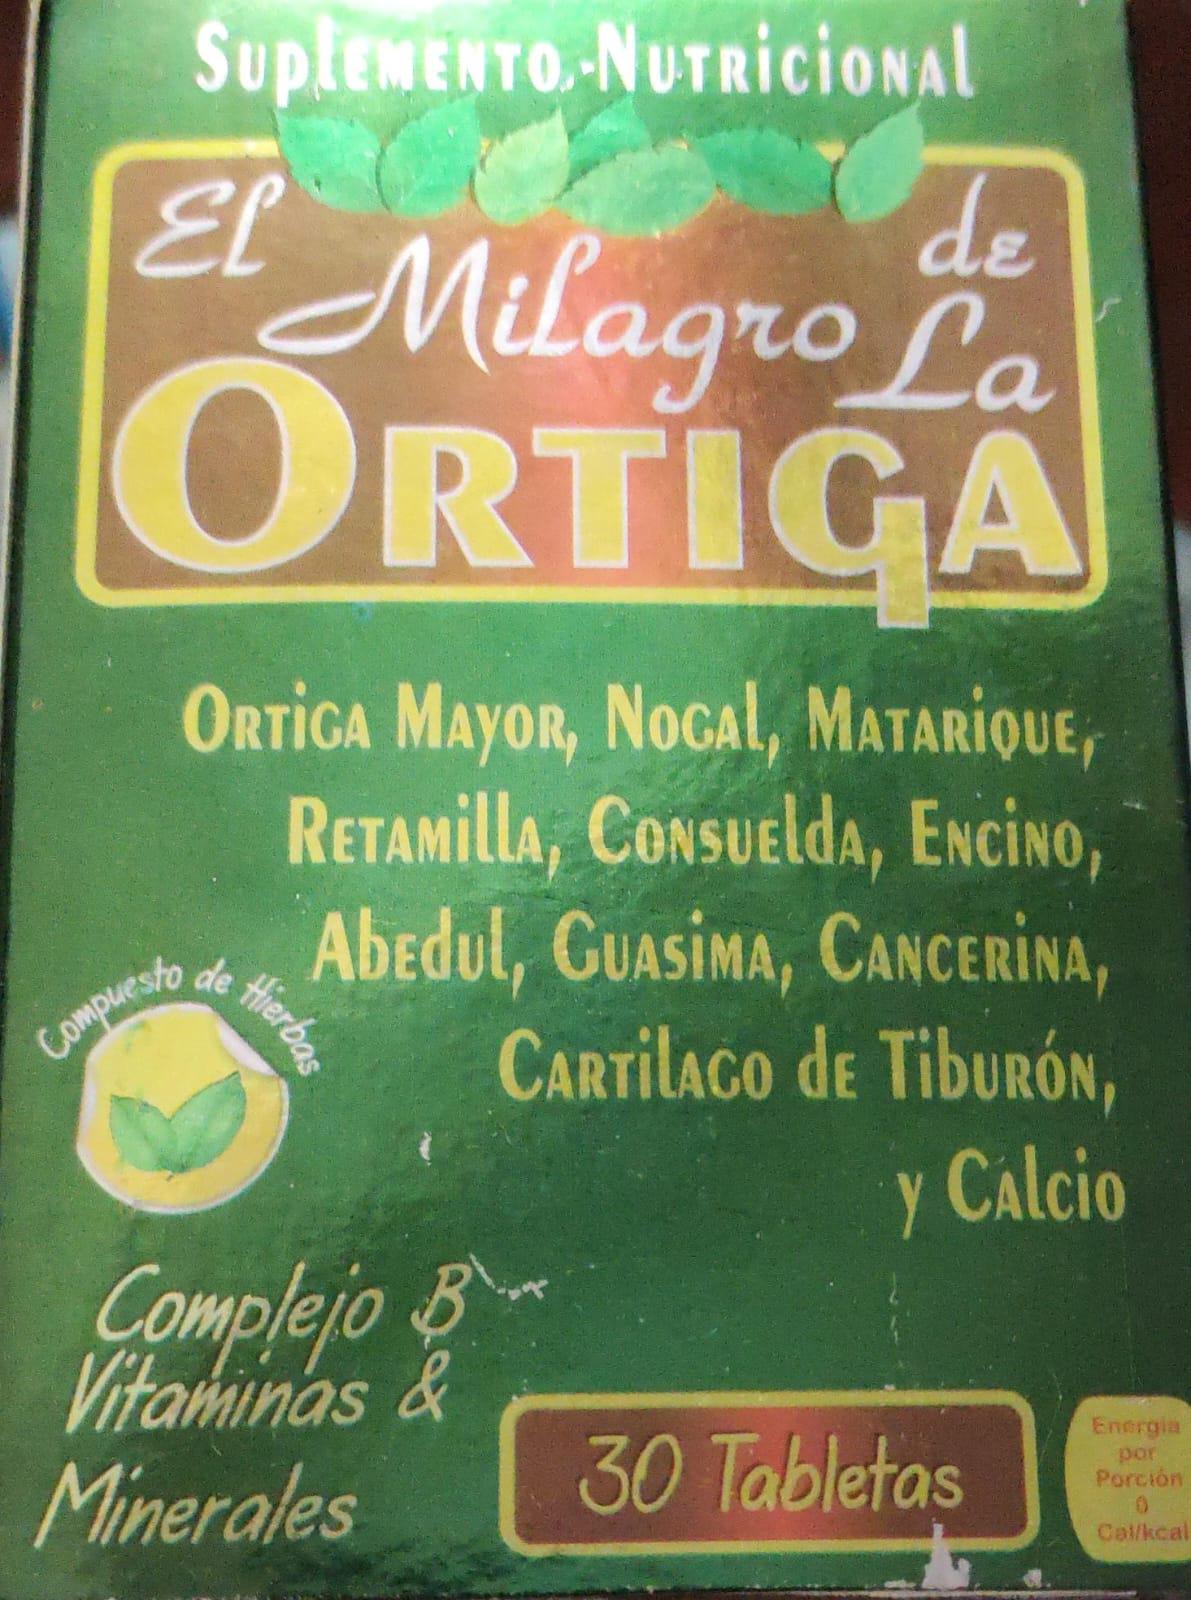 Suplemento-Nutricional
El Milagro de La
Ortiga
Ortiga Mayor, Nogal, Matarique,
Retamilla, Consuelda, Encino,
Abedul, Guasima, Cancerina,
Cartilago de Tiburón,
y Calcio
Compuesto de Hierbas
Complejo B
Vitaminas &
Minerales
30 Tabletas
Energia
por
Porción
0
Cal/kcal